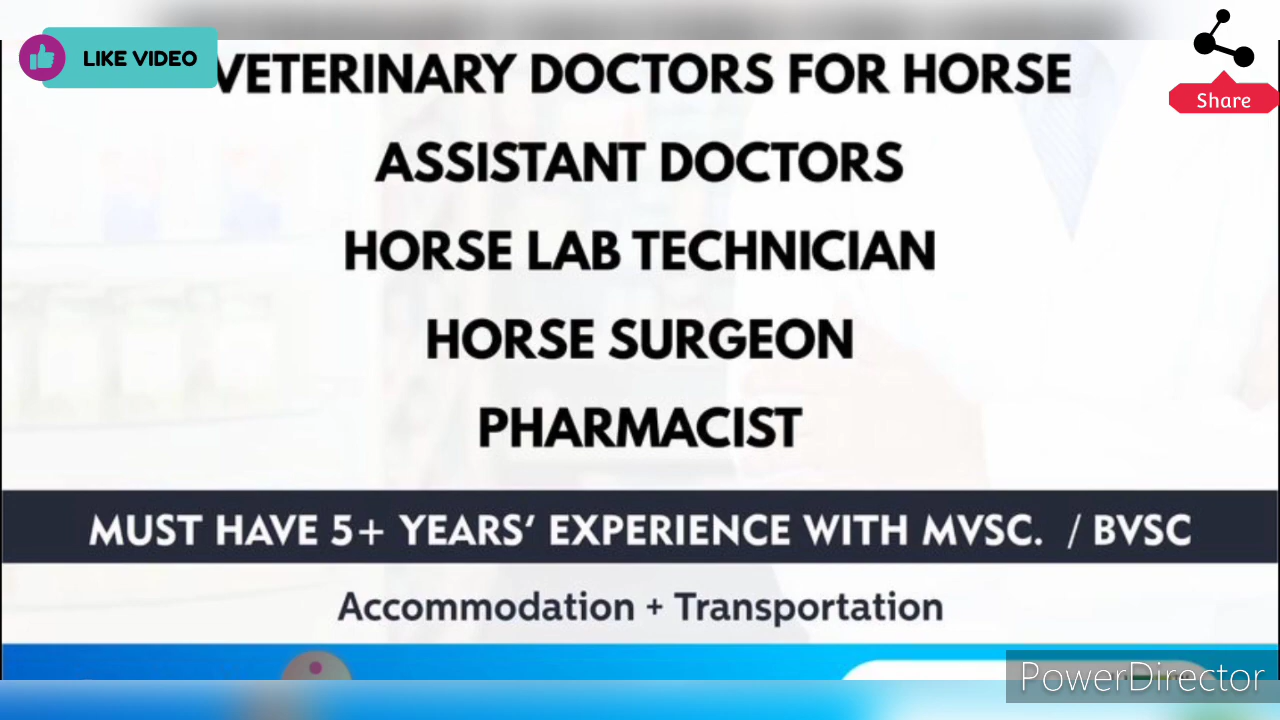 LIKE VIDEO
Share
VETERINARY DOCTORS FOR HORSE
ASSISTANT DOCTORS
HORSE LAB TECHNICIAN
HORSE SURGEON
PHARMACIST
MUST HAVE 5+ YEARS‘ EXPERIENCE WITH MVSC. / BVSC
Accommodation + Transportation
PowerDirector